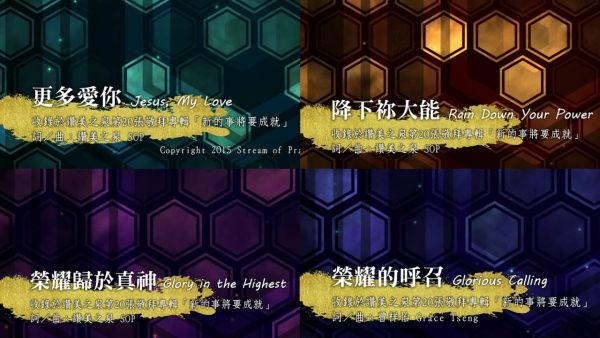 更多愛你 Jesus, My Love
收錄於讚美之泉第20張敬拜專輯「新的事將要成就」
詞／曲：讚美之泉 SOP
Copyright 2015 Stream of Pra
降下祢大能 Rain Down Your Power
收錄於讚美之泉第20張敬拜專輯「新的事將要成就」
詞／曲：讚美之泉 SOP
榮耀歸於真神 Glory in the Highest
收錄於讚美之泉第20張敬拜專輯「新的事將要成就」
詞／曲：讚美之泉 SOP
榮耀的呼召 Glorious Calling
收錄於讚美之泉第20張敬拜專輯「新的事將要成就」
詞／曲：曾祥怡 Grace Tseng